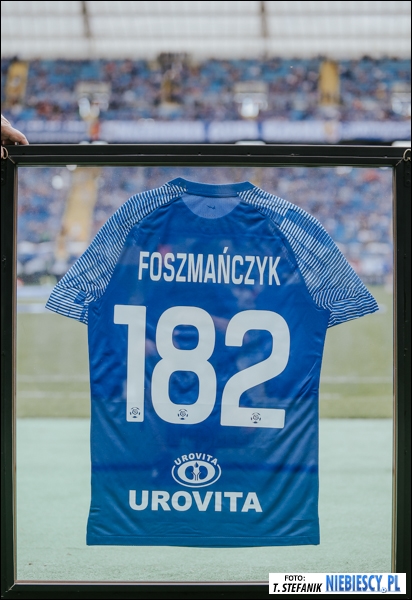 FOSZMAŃCZYK
182
UROVITA
UROVITA
FOTO:
T. STEFANIK NIEBIESCY.PL